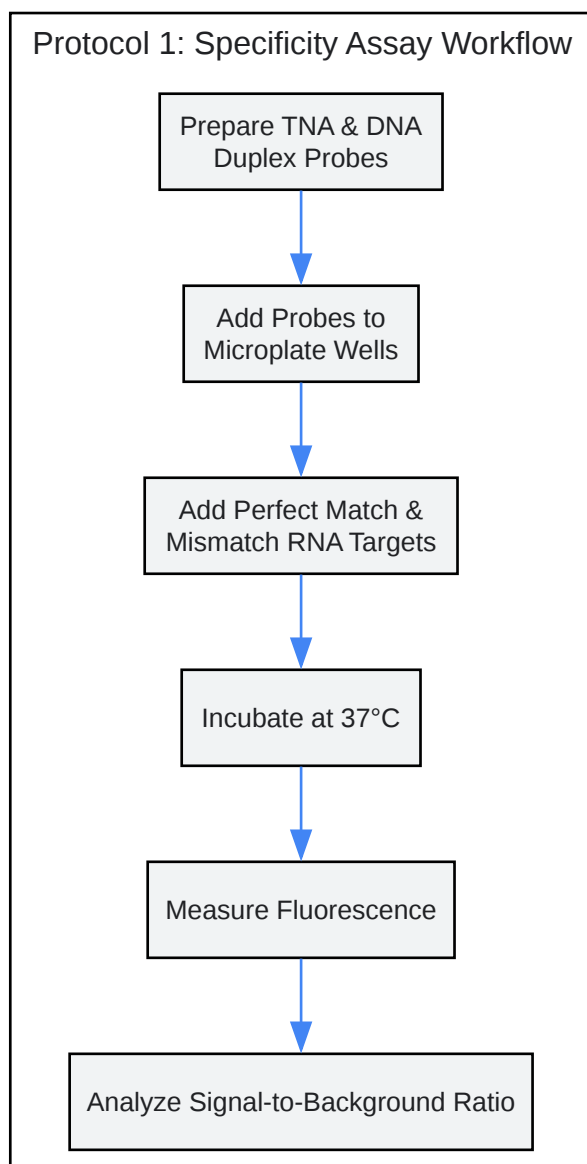 Protocol 1: Specificity Assay Workflow
Prepare TNA & DNA
Duplex Probes
Add Probes to
Microplate Wells
Add Perfect Match &
Mismatch RNA Targets
Incubate at 37°C
Measure Fluorescence
Analyze Signal-to-Background Ratio